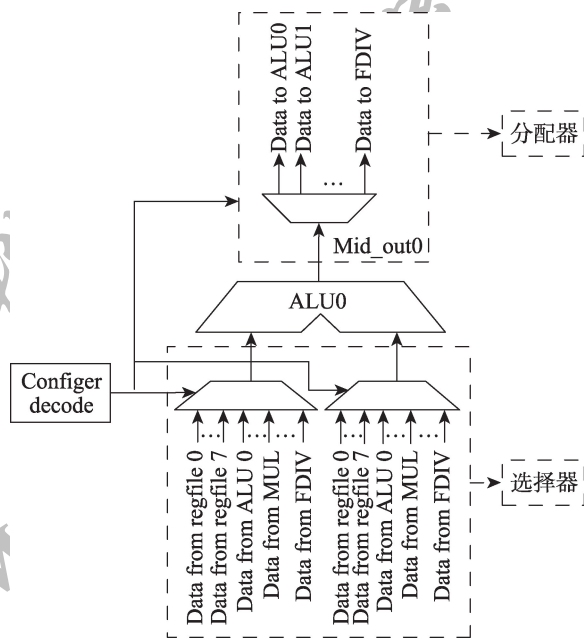 Data to ALU0
Data to ALU1
...
Data to FDIV
分配器
Mid_out0
ALU0
Configer
decode
... ... ...
... ... ...
Data from regfile 0
Data from regfile 7
Data from ALU 0
Data from MUL
Data from FDIV
Data from regfile 0
Data from regfile 7
Data from ALU 0
Data from MUL
Data from FDIV
选择器